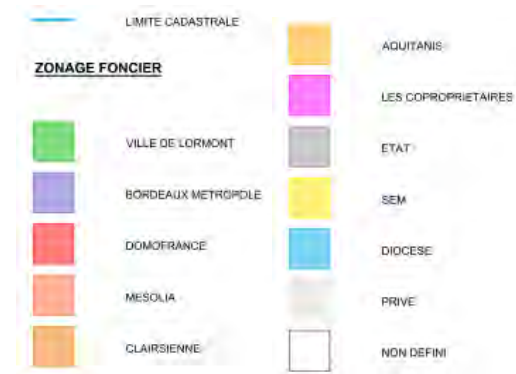 LIMITE CADASTRALE
ZONAGE FONCIER
VILLE DE LORMONT
BORDEAUX METROPOLE
DOMOFRANCE
MESOLIA
CLAIRSIENNE
AQUITANIS
LES COPROPRIETAIRES
ETAT
SEM
DIOCESE
PRIVE
NON DEFINI